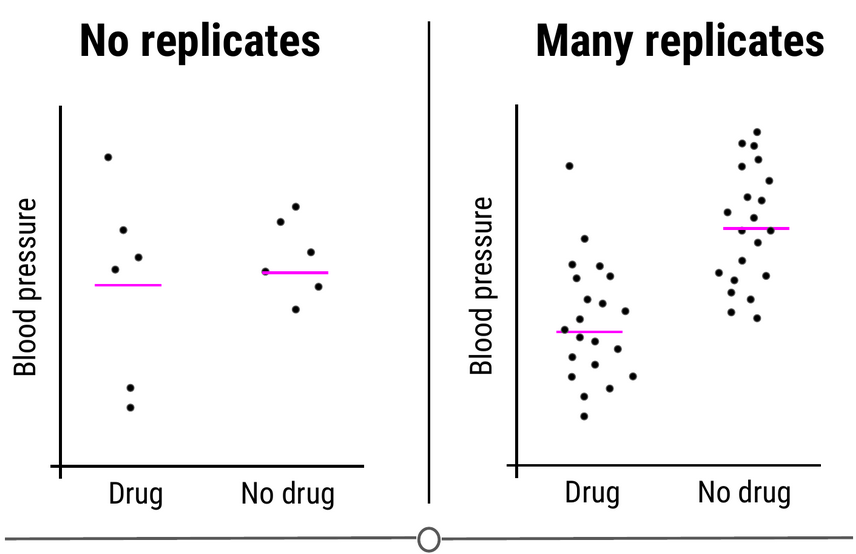 No replicates
Blood pressure
Drug
No drug
Many replicates
Blood pressure
Drug
No drug